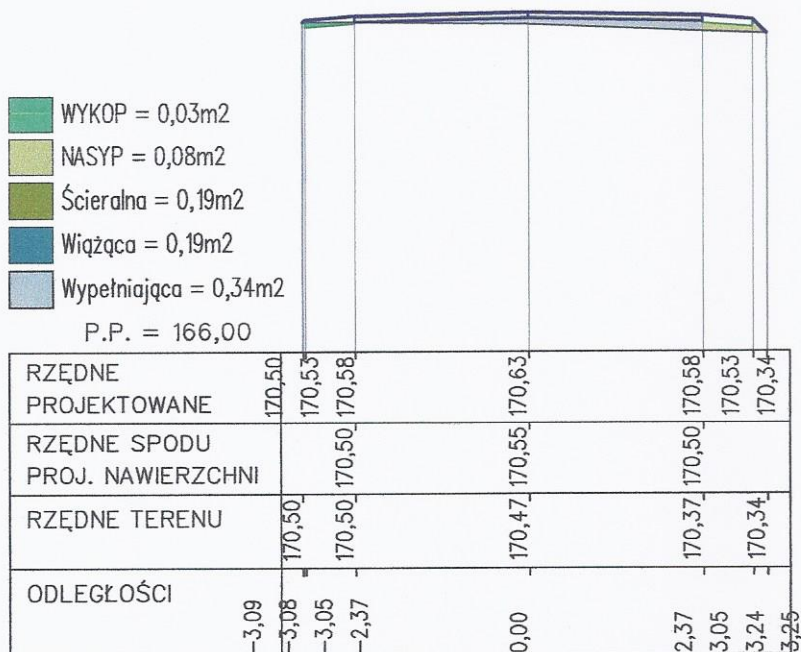 WYKOP = 0,03m2
NASYP = 0,08m2
Ścieralna = 0,19m2
Wiążąca = 0,19m2
Wypełniająca = 0,34m2
P.P. = 166,00
RZĘDNE PROJEKTOWANE 170,50 170,53 170,58 170,63 170,58 170,53 170,34
RZĘDNE SPODU PROJ. NAWIERZCHNI 170,50 170,55 170,50
RZĘDNE TERENU 170,50 170,50 170,47 170,37 170,34
ODLEGŁOŚCI -3,09 -3,08 -3,05 -2,37 0,00 2,37 3,05 3,24 3,25